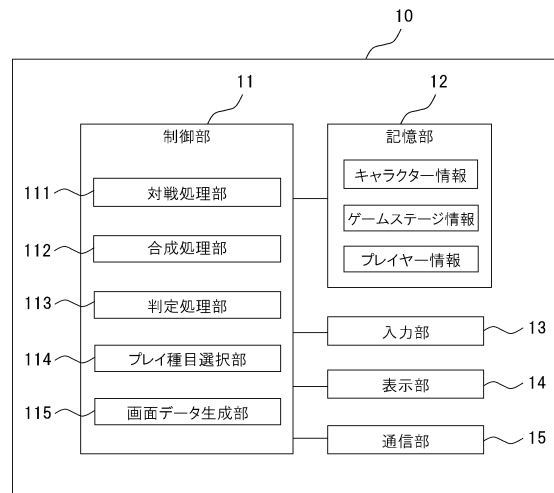 10
11
12
制御部
記憶部
111
対戦処理部
キャラクター情報
112
合成処理部
ゲームステージ情報
113
判定処理部
プレイヤー情報
114
プレイ種目選択部
入力部
13
表示部
14
115
画面データ生成部
通信部
15